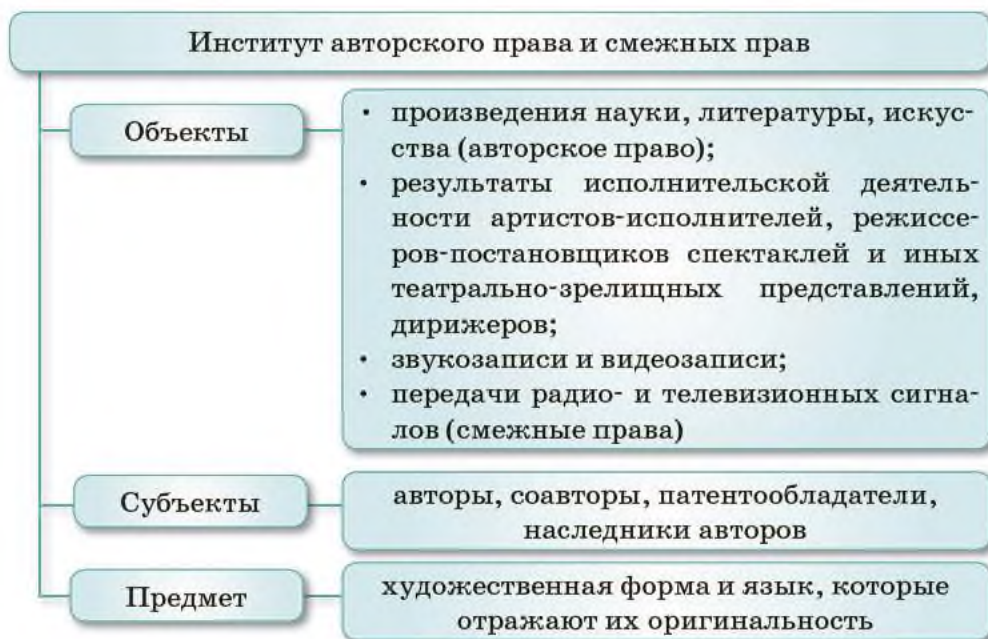 Институт авторского права и смежных прав
Объекты
• произведения науки, литературы, искус-
ства (авторское право);
• результаты исполнительской деятель-
ности артистов-исполнителей, режиссе-
ров-постановщиков спектаклей и иных
театрально-зрелищных представлений,
дирижеров;
• звукозаписи и видеозаписи;
• передачи радио- и телевизионных сигна-
лов (смежные права)
Субъекты
авторы, соавторы, патентообладатели,
наследники авторов
Предмет
художественная форма и язык, которые
отражают их оригинальность